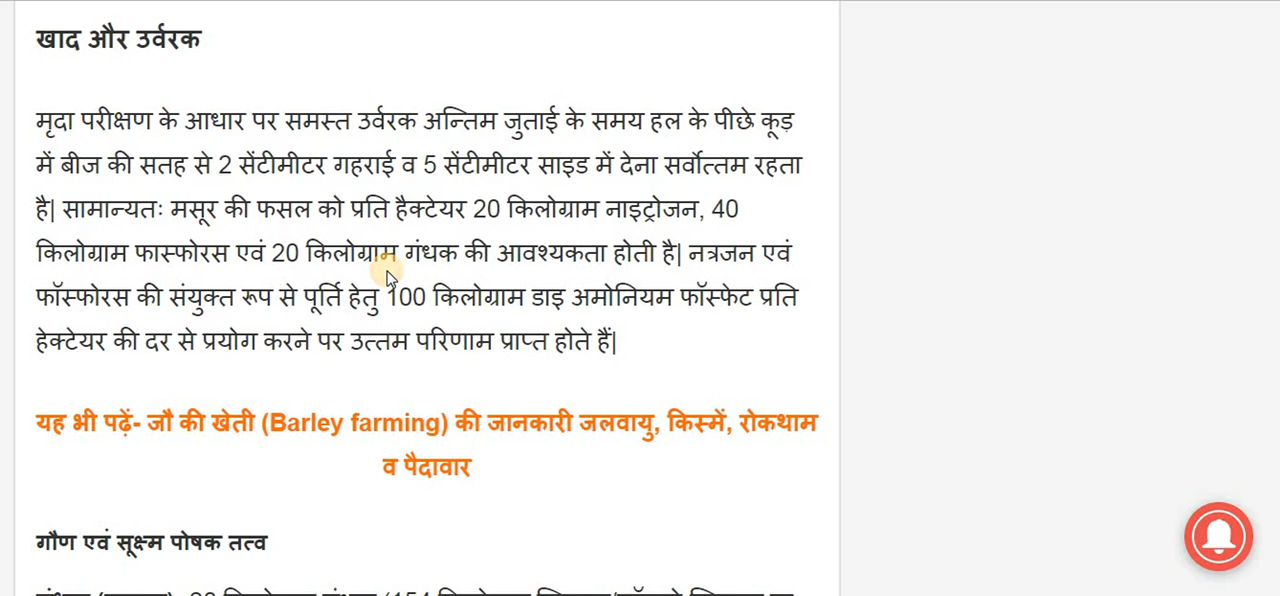 खाद और उर्वरक
मृदा परीक्षण के आधार पर समस्त उर्वरक अन्तिम जुताई के समय हल के पीछे कूड़
में बीज की सतह से 2 सेंटीमीटर गहराई व 5 सेंटीमीटर साइड में देना सर्वोत्तम रहता
है| सामान्यतः मसूर की फसल को प्रति हैक्टेयर 20 किलोग्राम नाइट्रोजन, 40
किलोग्राम फास्फोरस एवं 20 किलोग्राम गंधक की आवश्यकता होती है| नत्रजन एवं
फॉस्फोरस की संयुक्त रूप से पूर्ति हेतु 100 किलोग्राम डाइ अमोनियम फॉस्फेट प्रति
हेक्टेयर की दर से प्रयोग करने पर उत्तम परिणाम प्राप्त होते हैं|
यह भी पढ़ें- जौ की खेती (Barley farming) की जानकारी जलवायु, किस्में, रोकथाम
व पैदावार
गौण एवं सूक्ष्म पोषक तत्व